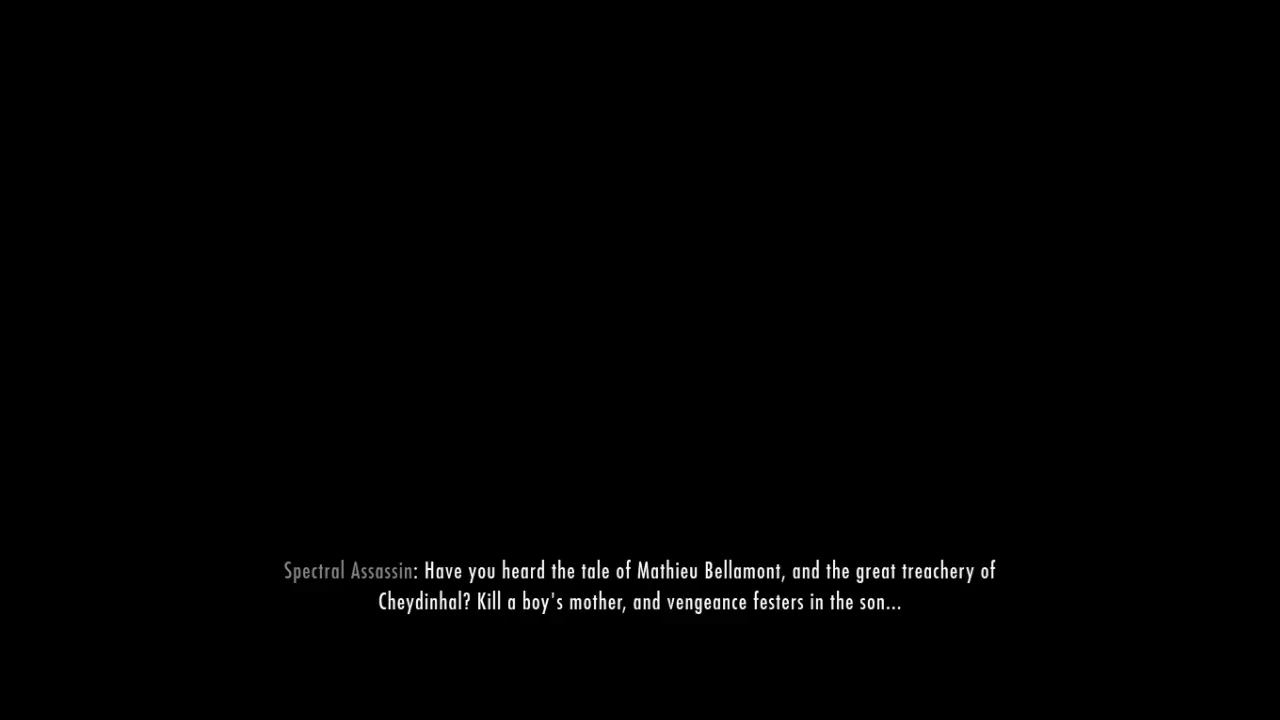 Spectral Assassin: Have you heard the tale of Mathieu Bellamont, and the great treachery of
Cheydinhal? Kill a boy's mother, and vengeance festers in the son...